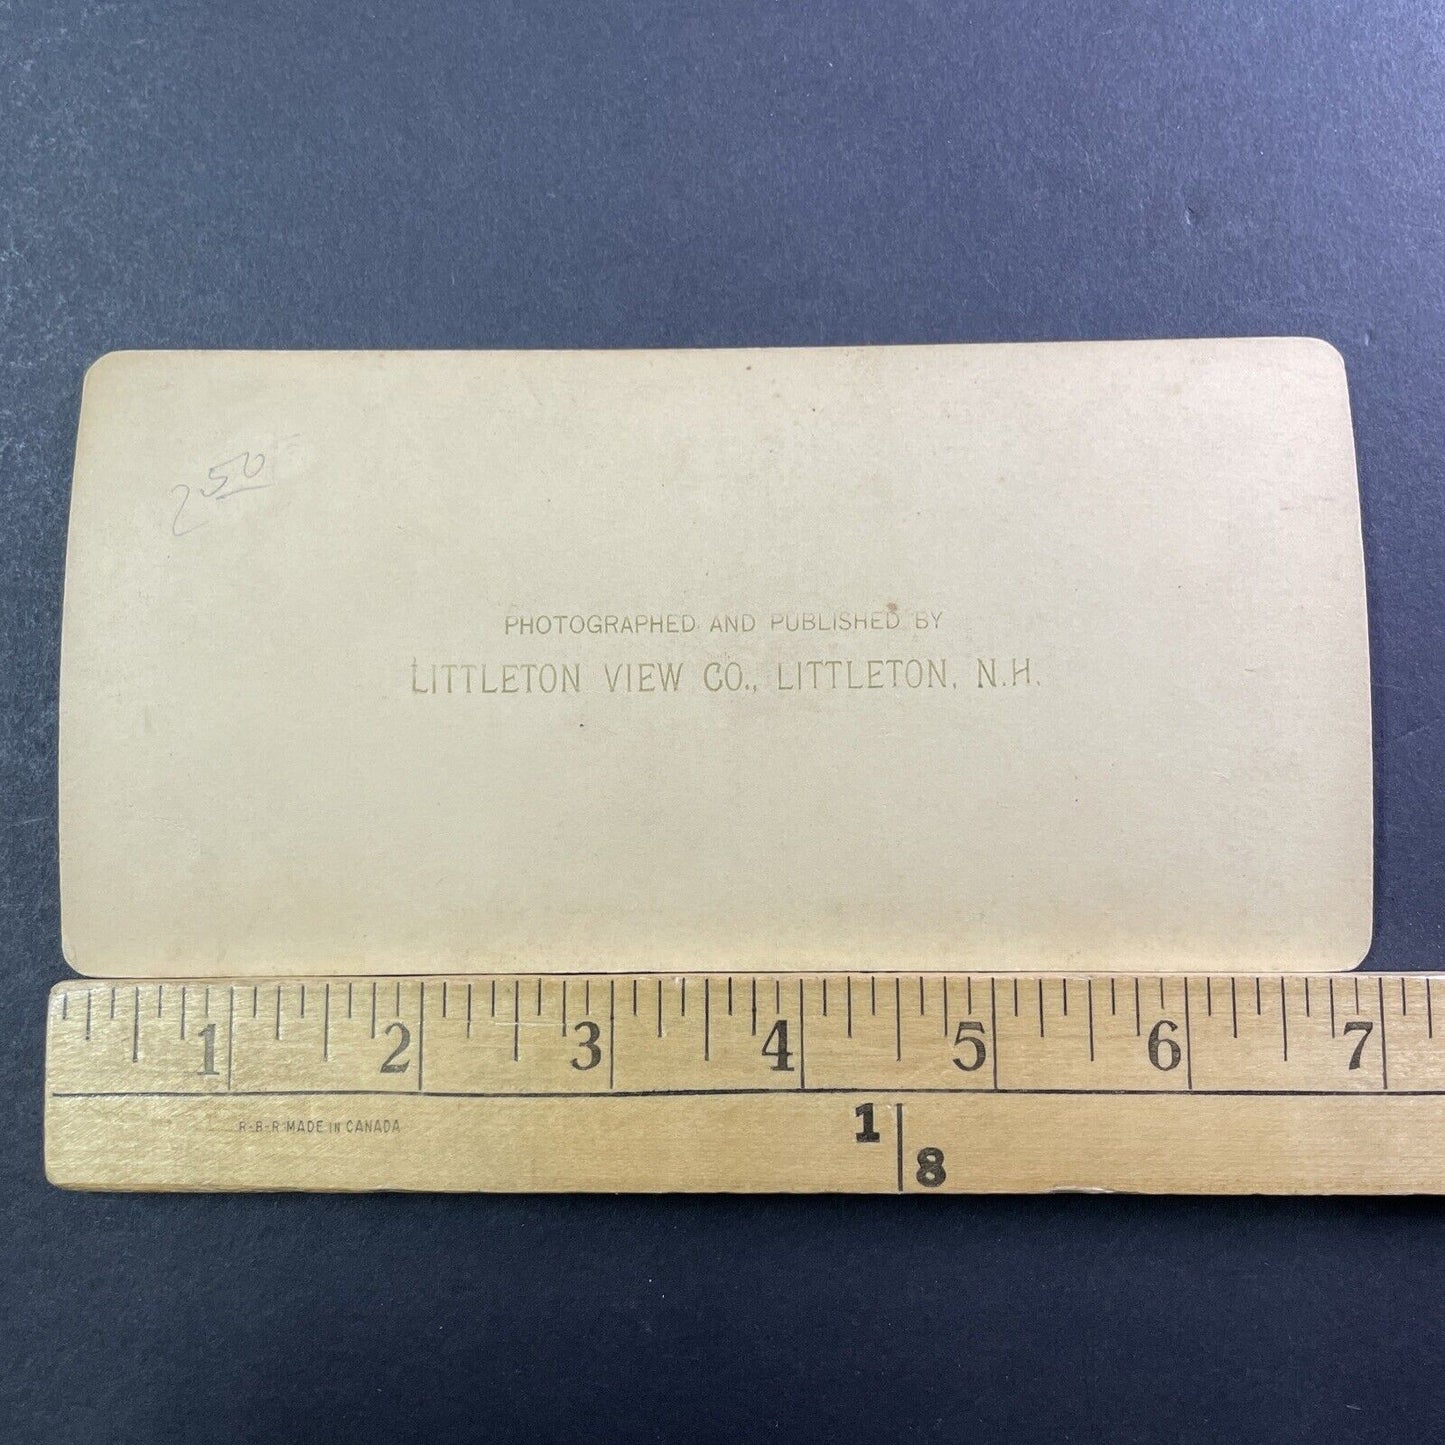 2.50
PHOTOGRAPHED AND PUBLISHED BY
LITTLETON VIEW CO., LITTLETON, N.H.
1 2 3 4 5 6 7
R-B-R MADE IN CANADA
1
8